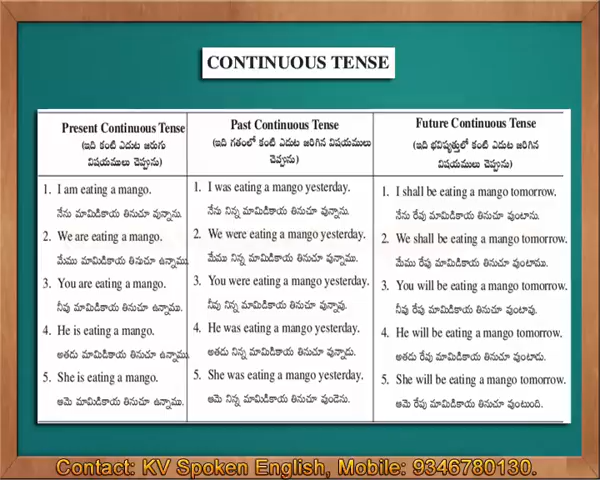 CONTINUOUS TENSE
Present Continuous Tense
(ఇది కంటి ఎదుట జరుగు
విషయములు చెప్పను)
1. I am eating a mango.
నేను మామిడికాయ తినుచూ వున్నాను.
2. We are eating a mango.
మేము మామిడికాయ తినుచూ ఉన్నాము.
3. You are eating a mango.
నీవు మామిడికాయ తినుచూ ఉన్నాము.
4. He is eating a mango.
అతడు మామిడికాయ తినుచూ ఉన్నాము.
5. She is eating a mango.
ఆమె మామిడికాయ తినుచూ ఉన్నాము.
Past Continuous Tense
(ఇది గతంలో కంటి ఎదుట జరిగిన విషయములు
చెప్పను)
1. I was eating a mango yesterday.
నేను నిన్న మామిడికాయ తినుచూ వున్నాను.
2. We were eating a mango yesterday.
మేము నిన్న మామిడికాయ తినుచూ వున్నాము.
3. You were eating a mango yesterday.
నీవు నిన్న మామిడికాయ తినుచూ వున్నావు.
4. He was eating a mango yesterday.
అతడు నిన్న మామిడికాయ తినుచూ వున్నాడు.
5. She was eating a mango yesterday.
ఆమె నిన్న మామిడికాయ తినుచూ వుండెను.
Future Continuous Tense
(ఇది భవిష్యత్తులో కంటి ఎదుట జరిగిన
విషయములు చెప్పను)
1. I shall be eating a mango tomorrow.
నేను రేపు మామిడికాయ తినుచూ వుంటాను.
2. We shall be eating a mango tomorrow.
మేము రేపు మామిడికాయ తినుచూ వుంటాము.
3. You will be eating a mango tomorrow.
నీవు రేపు మామిడికాయ తినుచూ వుంటావు.
4. He will be eating a mango tomorrow.
అతడు రేపు మామిడికాయ తినుచూ వుంటాడు.
5. She will be eating a mango tomorrow.
ఆమె రేపు మామిడికాయ తినుచూ వుంటుంది.
Contact: KV Spoken English, Mobile: 9346780130.